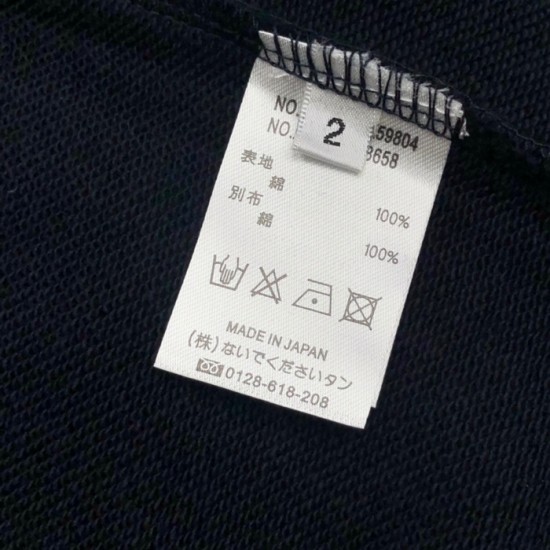 NO. 59804
2
NO. 3658
表地
綿 100%
別布
綿 100%
MADE IN JAPAN
(株)ないでくださいタン
0128-618-208